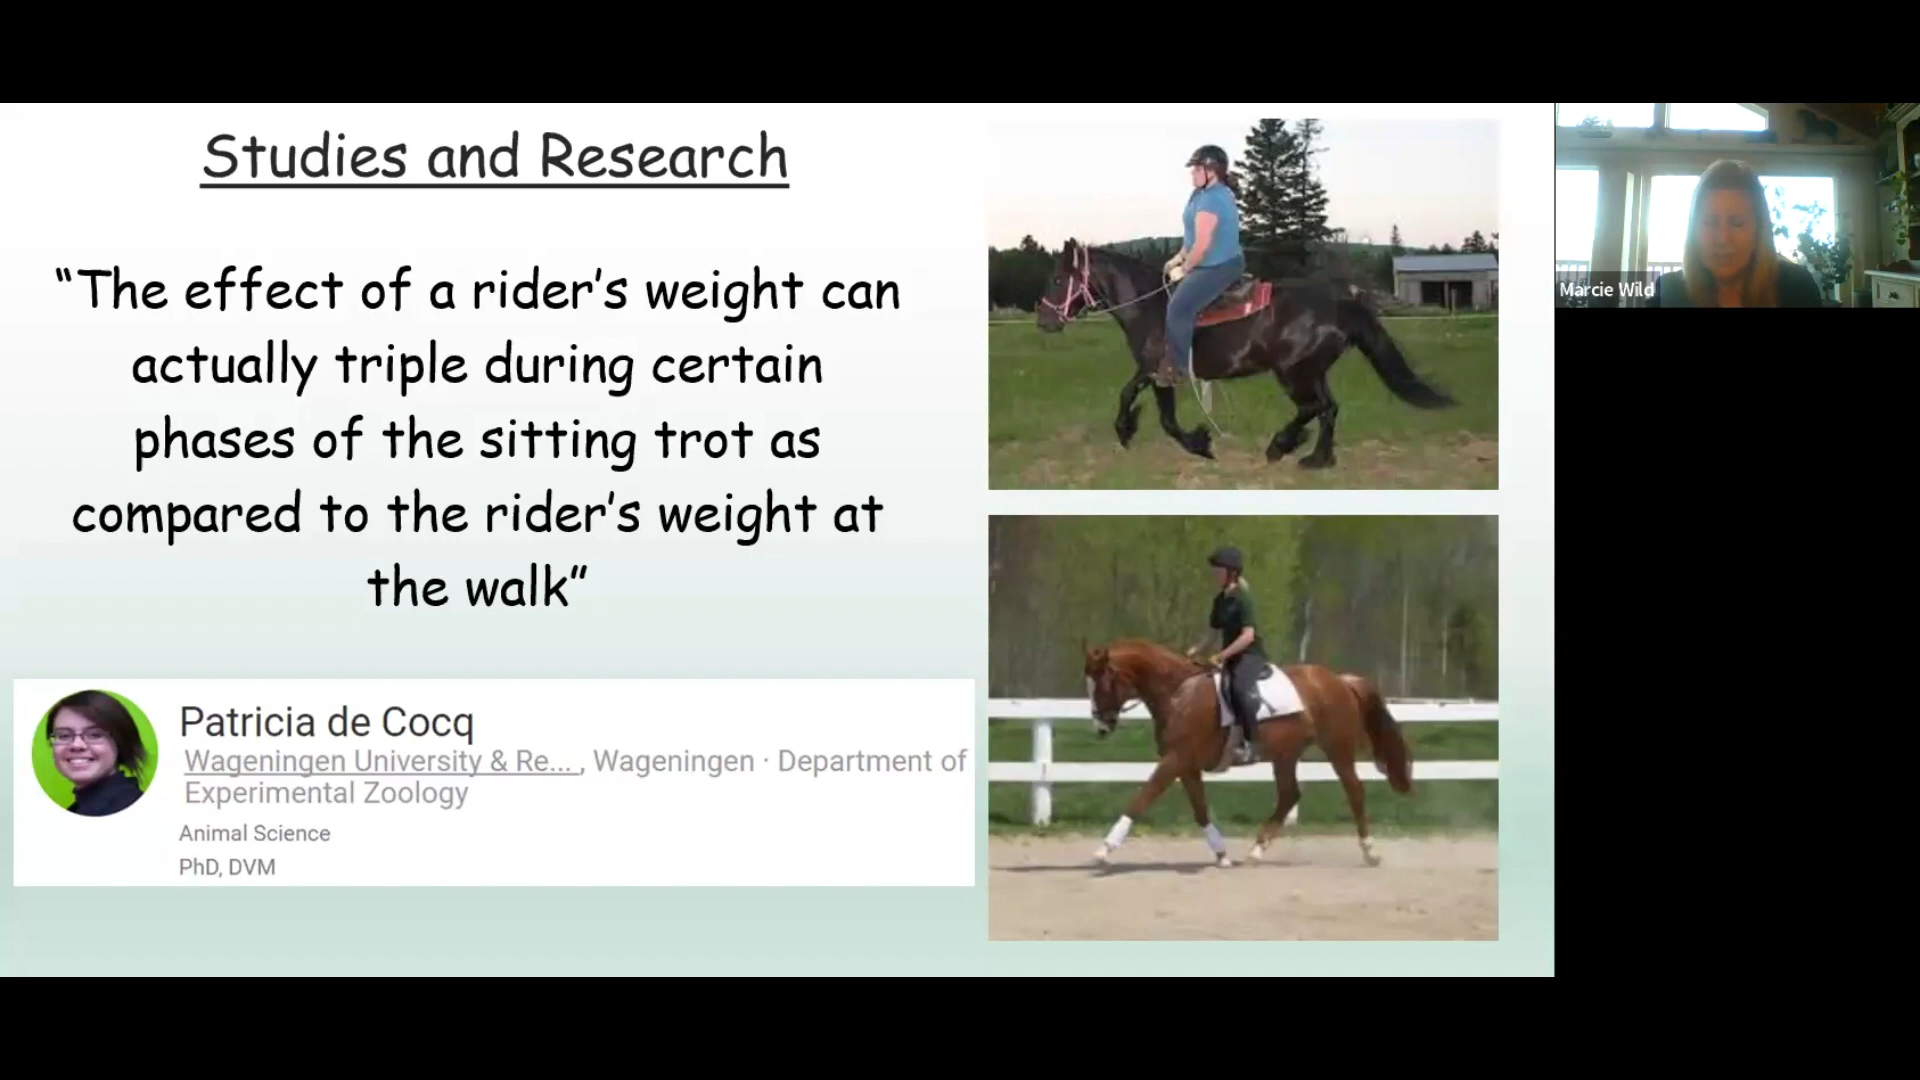 Studies and Research
“The effect of a rider’s weight can
actually triple during certain
phases of the sitting trot as
compared to the rider’s weight at
the walk”
Patricia de Cocq
Wageningen University & Re... , Wageningen · Department of
Experimental Zoology
Animal Science
PhD, DVM
Marcie Wild